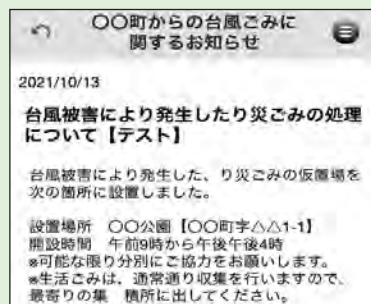 〇〇町からの台風ごみに
関するお知らせ
2021/10/13
台風被害により発生したり災ごみの処理
について【テスト】
台風被害により発生した、り災ごみの仮置場を
次の箇所に設置しました。
設置場所　〇〇公園【〇〇町字△△1-1】
開設時間　午前9時から午後午後4時
※可能な限り分別にご協力をお願いします。
※生活ごみは、通常通り収集を行いますので、
最寄りの集　積所に出してください。